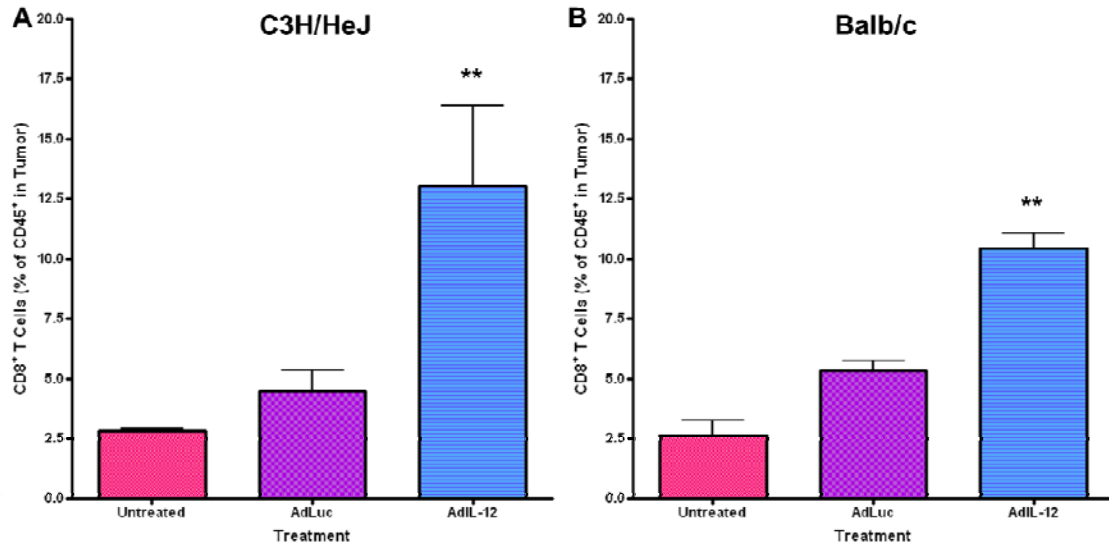 A
C3H/HeJ
CD8+ T Cells (% of CD45+ in Tumor)
20.0
17.5
15.0
12.5
10.0
7.5
5.0
2.5
0.0
**
Untreated
AdLuc
AdIL-12
Treatment
B
Balb/c
CD8+ T Cells (% of CD45+ in Tumor)
20.0
17.5
15.0
12.5
10.0
7.5
5.0
2.5
0.0
**
Untreated
AdLuc
AdIL-12
Treatment